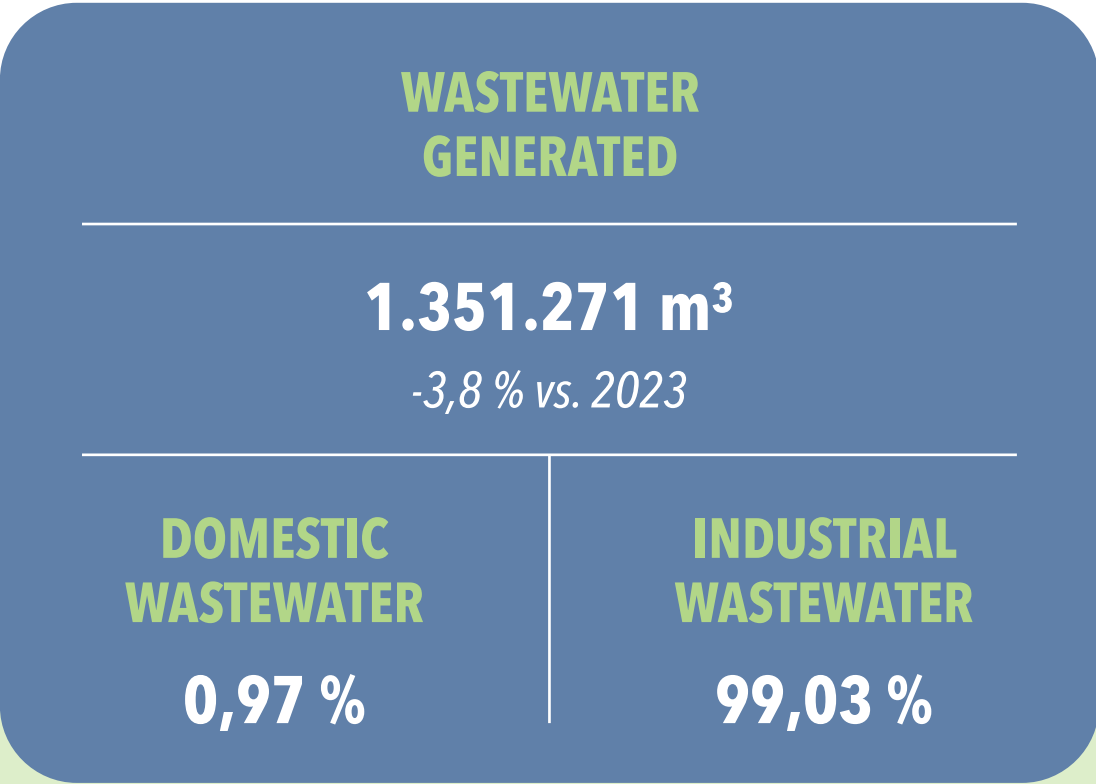 WASTEWATER
GENERATED
1.351.271 m³
-3,8 % vs. 2023
DOMESTIC
WASTEWATER
0,97 %
INDUSTRIAL
WASTEWATER
99,03 %